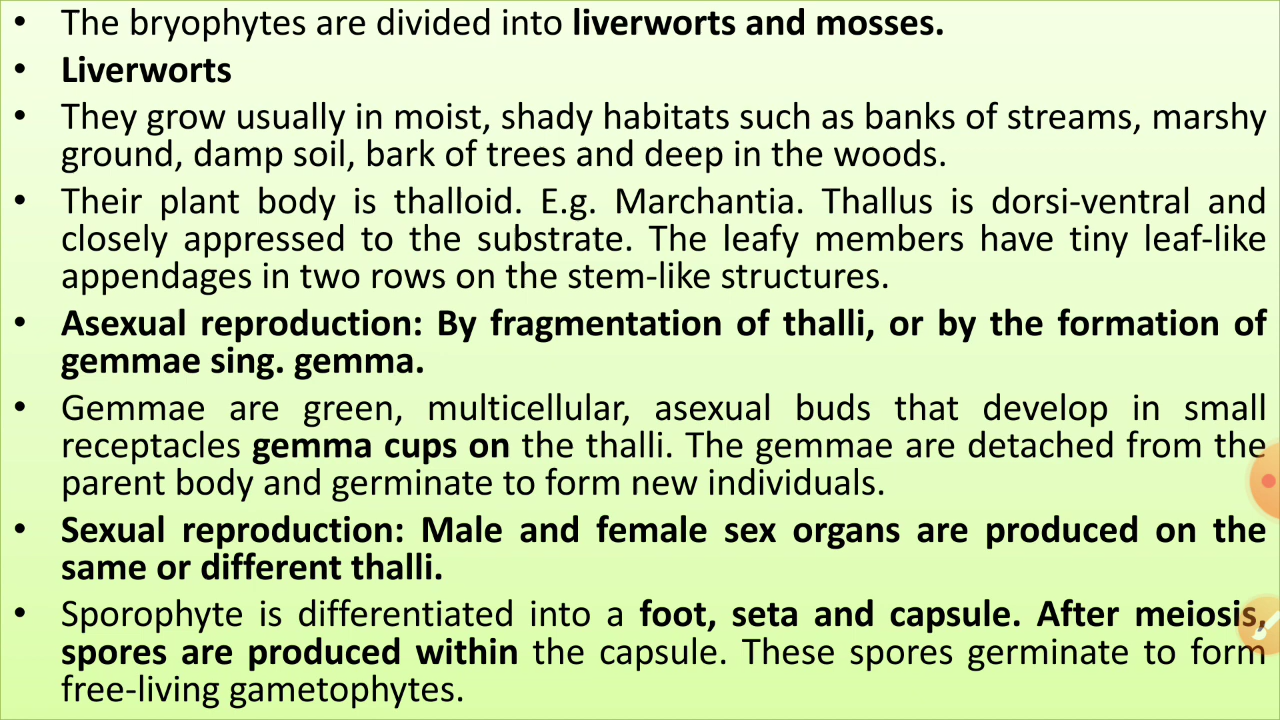 • The bryophytes are divided into liverworts and mosses.
• Liverworts
• They grow usually in moist, shady habitats such as banks of streams, marshy
ground, damp soil, bark of trees and deep in the woods.
• Their plant body is thalloid. E.g. Marchantia. Thallus is dorsi-ventral and
closely appressed to the substrate. The leafy members have tiny leaf-like
appendages in two rows on the stem-like structures.
• Asexual reproduction: By fragmentation of thalli, or by the formation of
gemmae sing. gemma.
• Gemmae are green, multicellular, asexual buds that develop in small
receptacles gemma cups on the thalli. The gemmae are detached from the
parent body and germinate to form new individuals.
• Sexual reproduction: Male and female sex organs are produced on the
same or different thalli.
• Sporophyte is differentiated into a foot, seta and capsule. After meiosis,
spores are produced within the capsule. These spores germinate to form
free-living gametophytes.